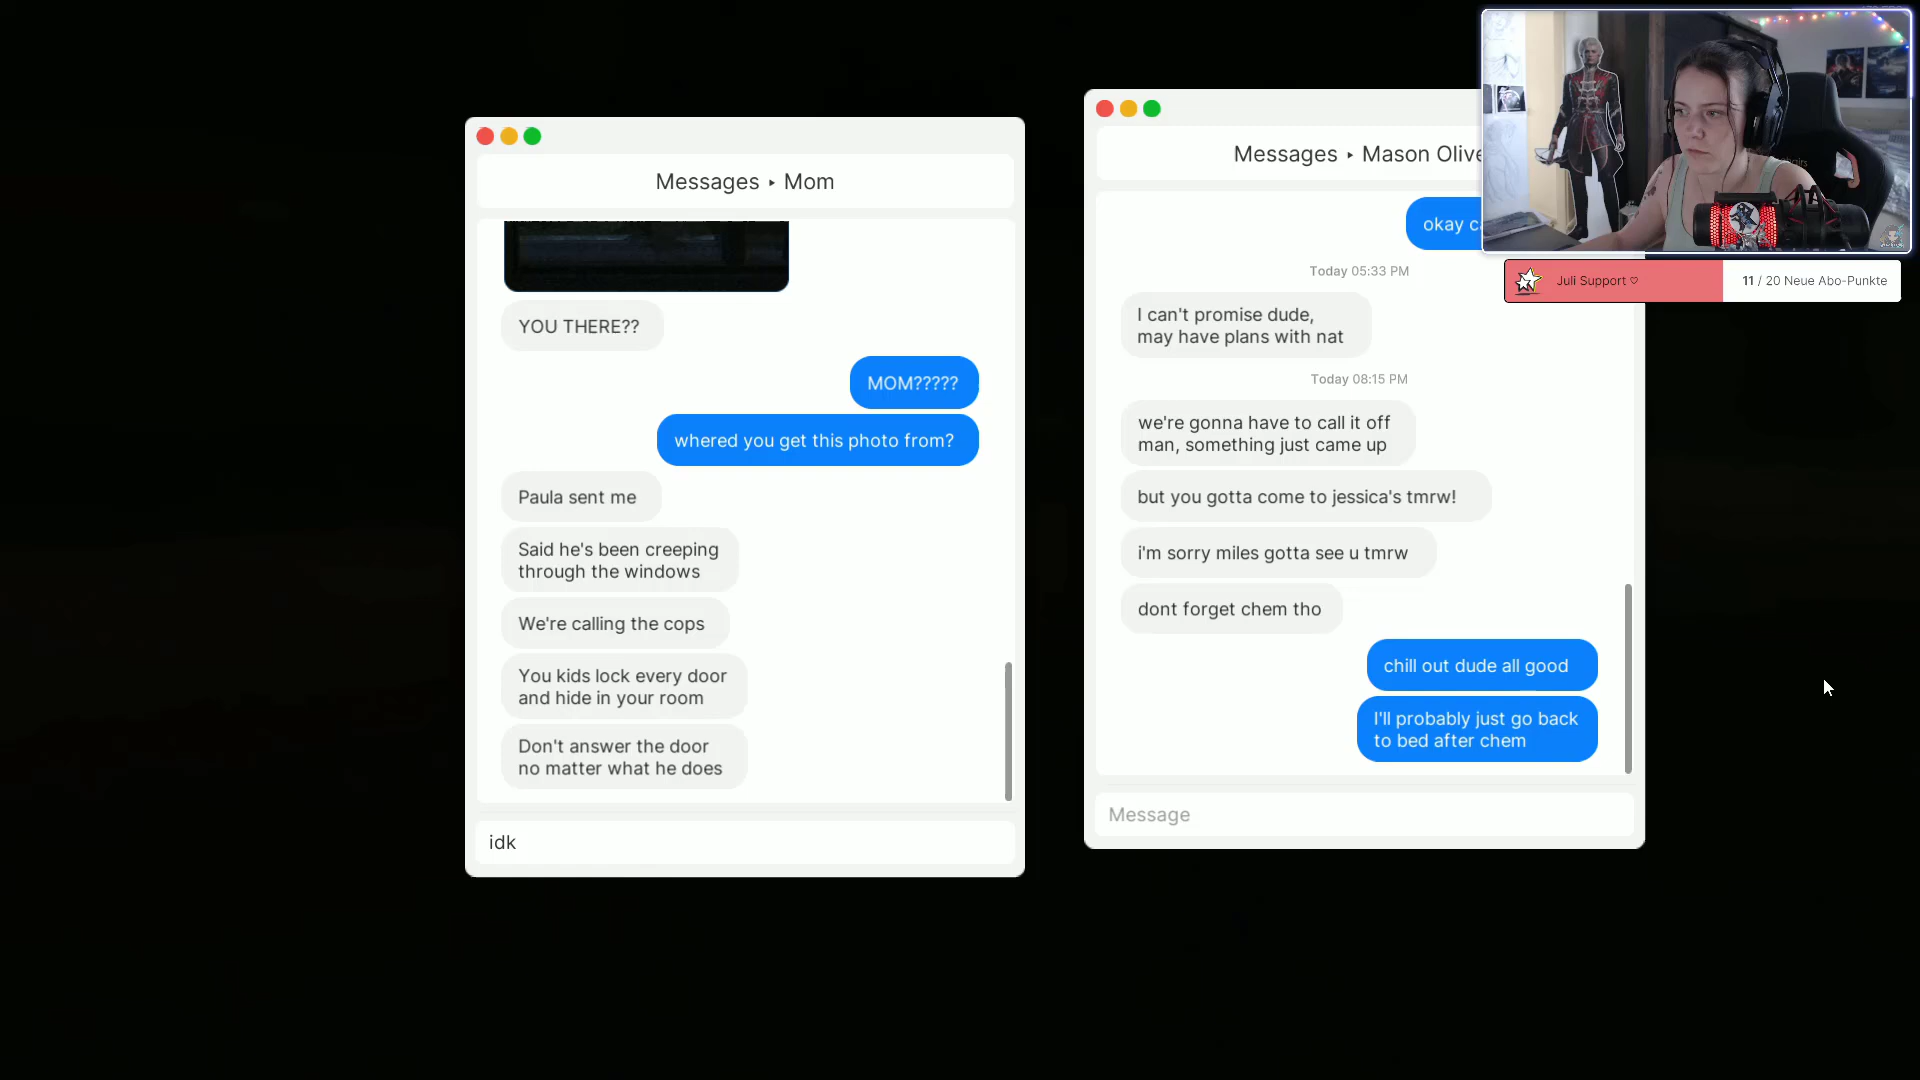 Messages ▸ Mom
YOU THERE??
MOM?????
whered you get this photo from?
Paula sent me
Said he's been creeping
through the windows
We're calling the cops
You kids lock every door
and hide in your room
Don't answer the door
no matter what he does
idk
Messages ▸ Mason Olive
okay
Today 05:33 PM
I can't promise dude,
may have plans with nat
Today 08:15 PM
we're gonna have to call it off
man, something just came up
but you gotta come to jessica's tmrw!
i'm sorry miles gotta see u tmrw
dont forget chem tho
chill out dude all good
I'll probably just go back
to bed after chem
Message
Juli Support ♡
11 / 20 Neue Abo-Punkte